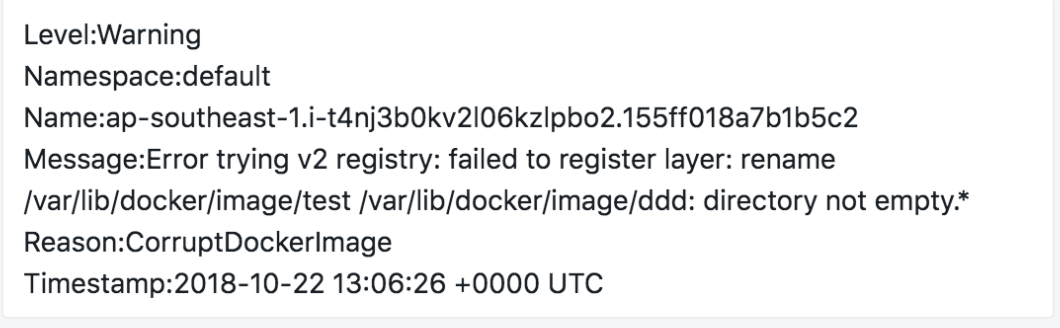 Level:Warning
Namespace:default
Name:ap-southeast-1.i-t4nj3b0kv2l06kzlpbo2.155ff018a7b1b5c2
Message:Error trying v2 registry: failed to register layer: rename
/var/lib/docker/image/test /var/lib/docker/image/ddd: directory not empty.*
Reason:CorruptDockerImage
Timestamp:2018-10-22 13:06:26 +0000 UTC